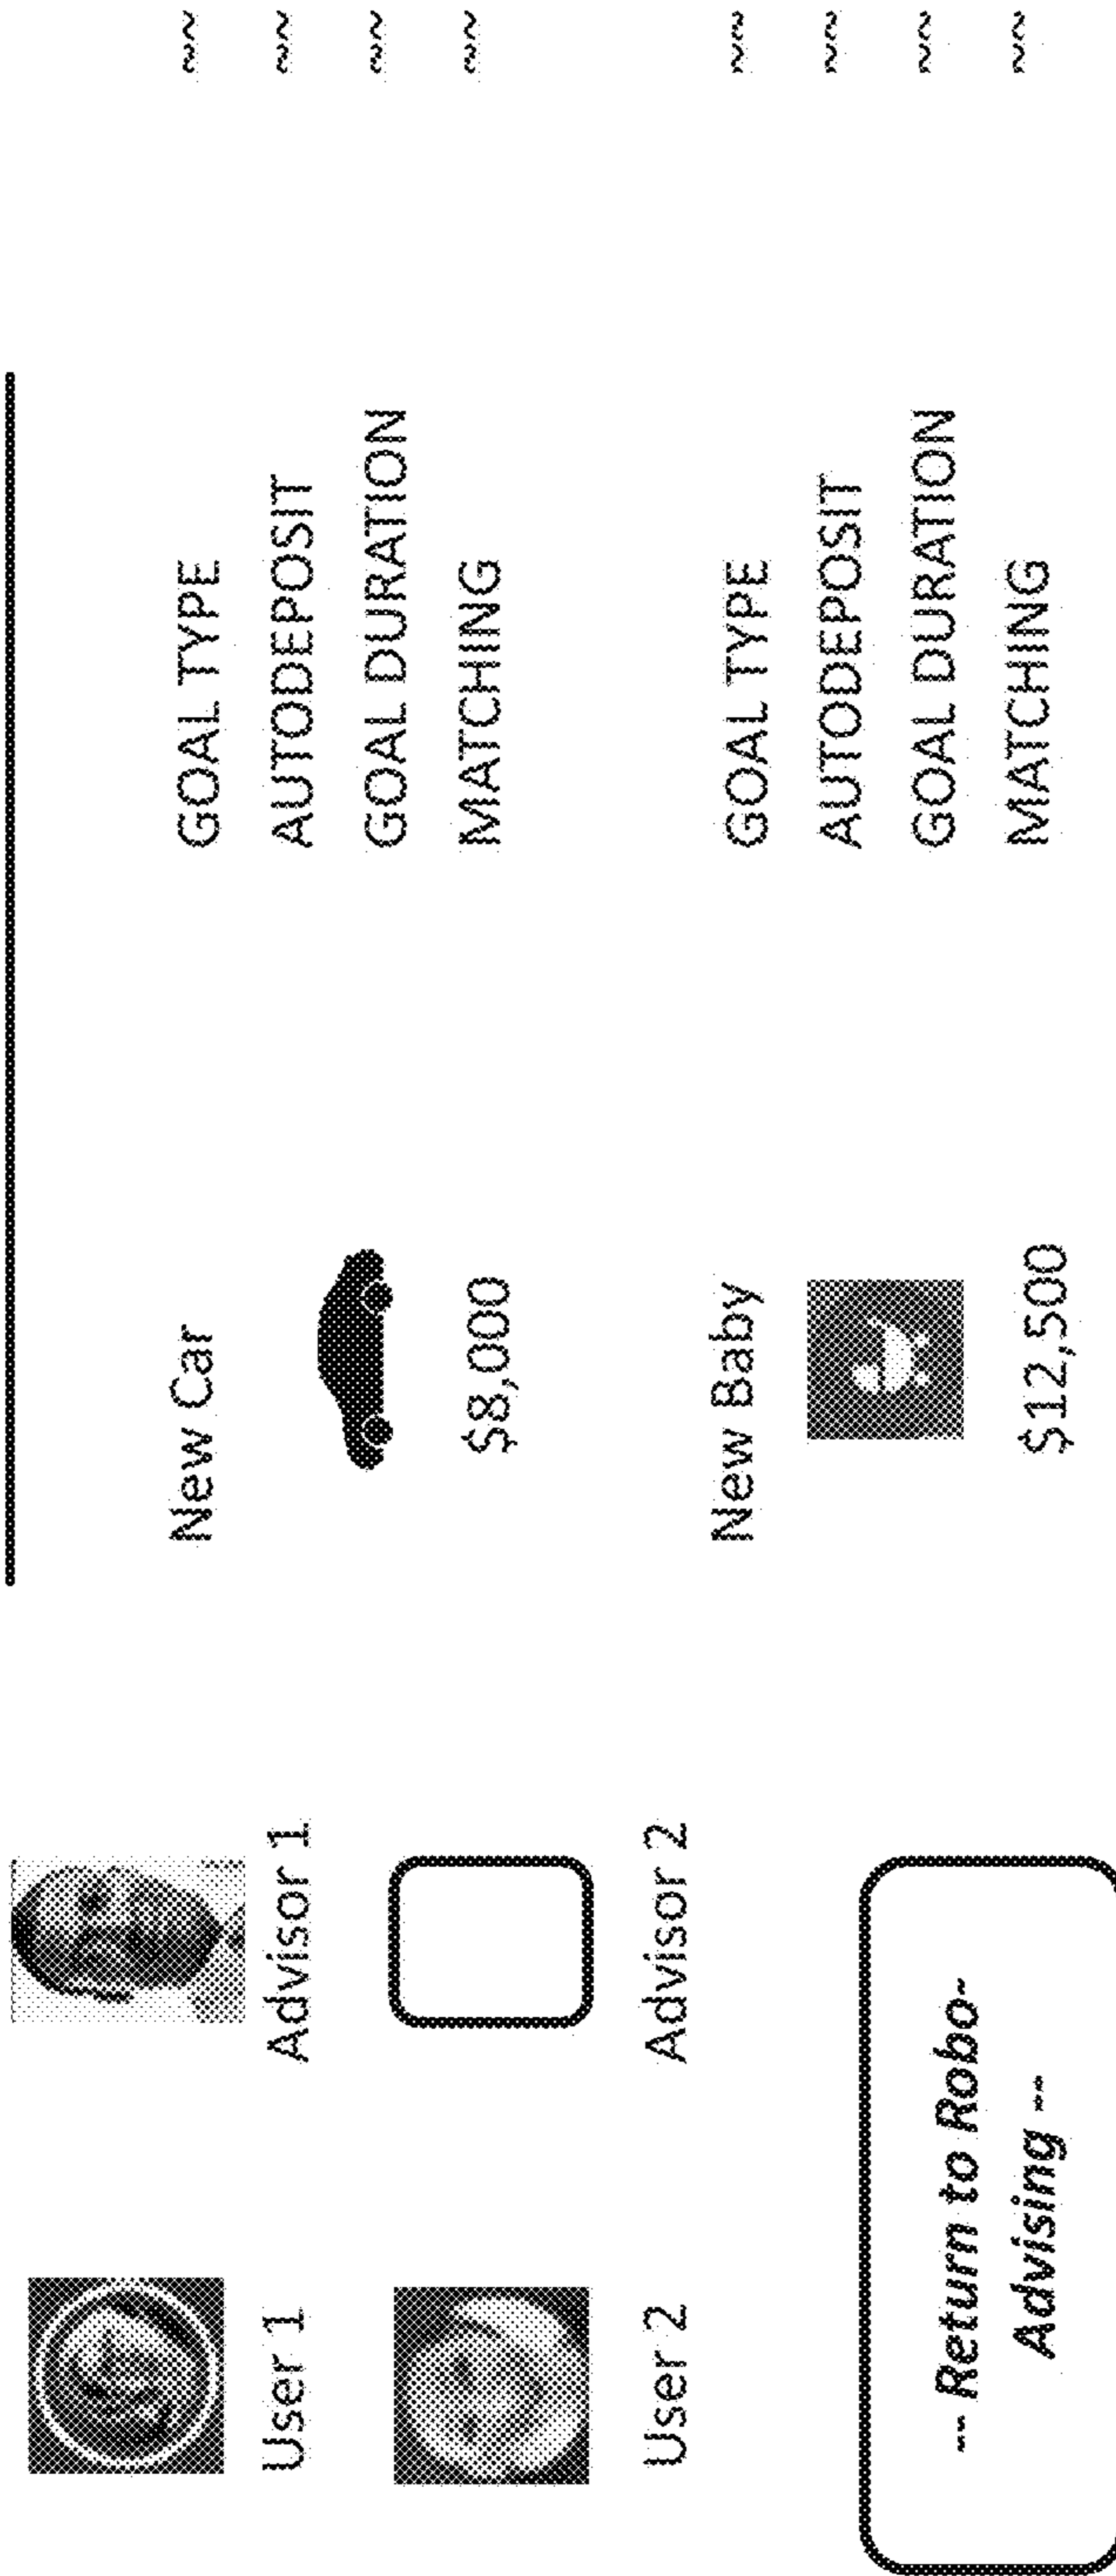 User 1
Advisor 1
User 2
Advisor 2
-- Return to Robo-
Advising --
New Car
$8,000
GOAL TYPE
AUTODEPOSIT
GOAL DURATION
MATCHING
New Baby
$12,500
GOAL TYPE
AUTODEPOSIT
GOAL DURATION
MATCHING